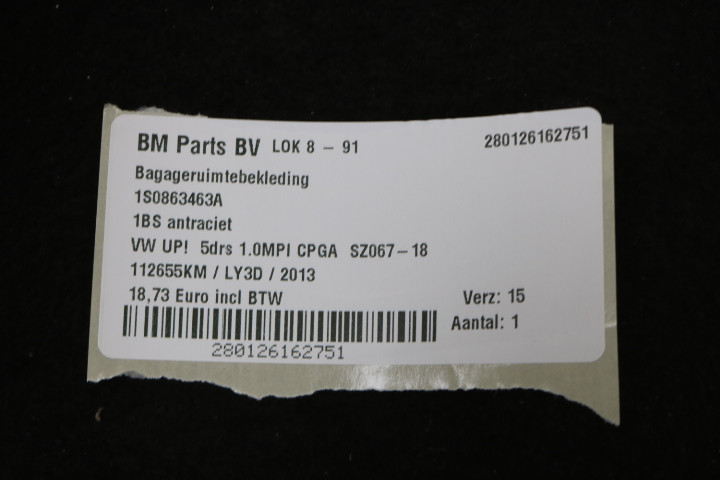 BM Parts BV LOK 8 - 91 280126162751
Bagageruimtebekleding
1S0863463A
1BS antraciet
VW UP! 5drs 1.0MPI CPGA SZ067-18
112655KM / LY3D / 2013
18,73 Euro incl BTW Verz: 15
Aantal: 1
280126162751